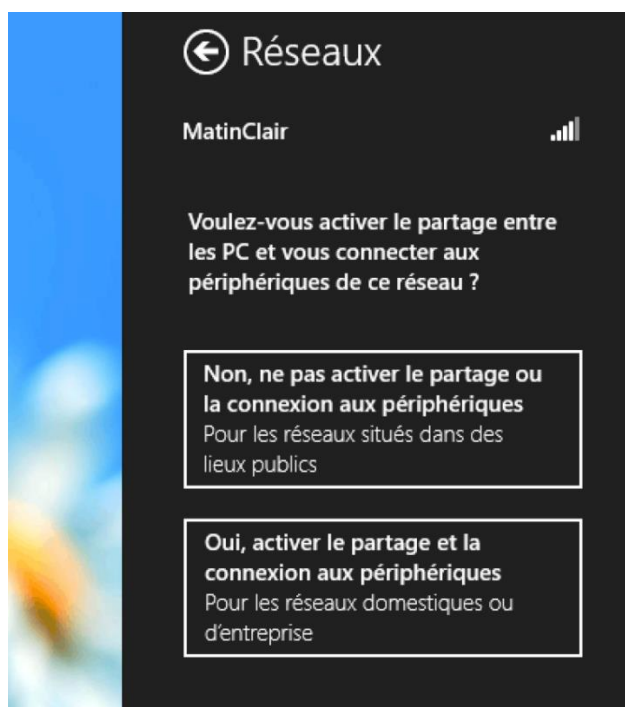 Réseaux
MatinClair
Voulez-vous activer le partage entre
les PC et vous connecter aux
périphériques de ce réseau ?
Non, ne pas activer le partage ou
la connexion aux périphériques
Pour les réseaux situés dans des
lieux publics
Oui, activer le partage et la
connexion aux périphériques
Pour les réseaux domestiques ou
d'entreprise